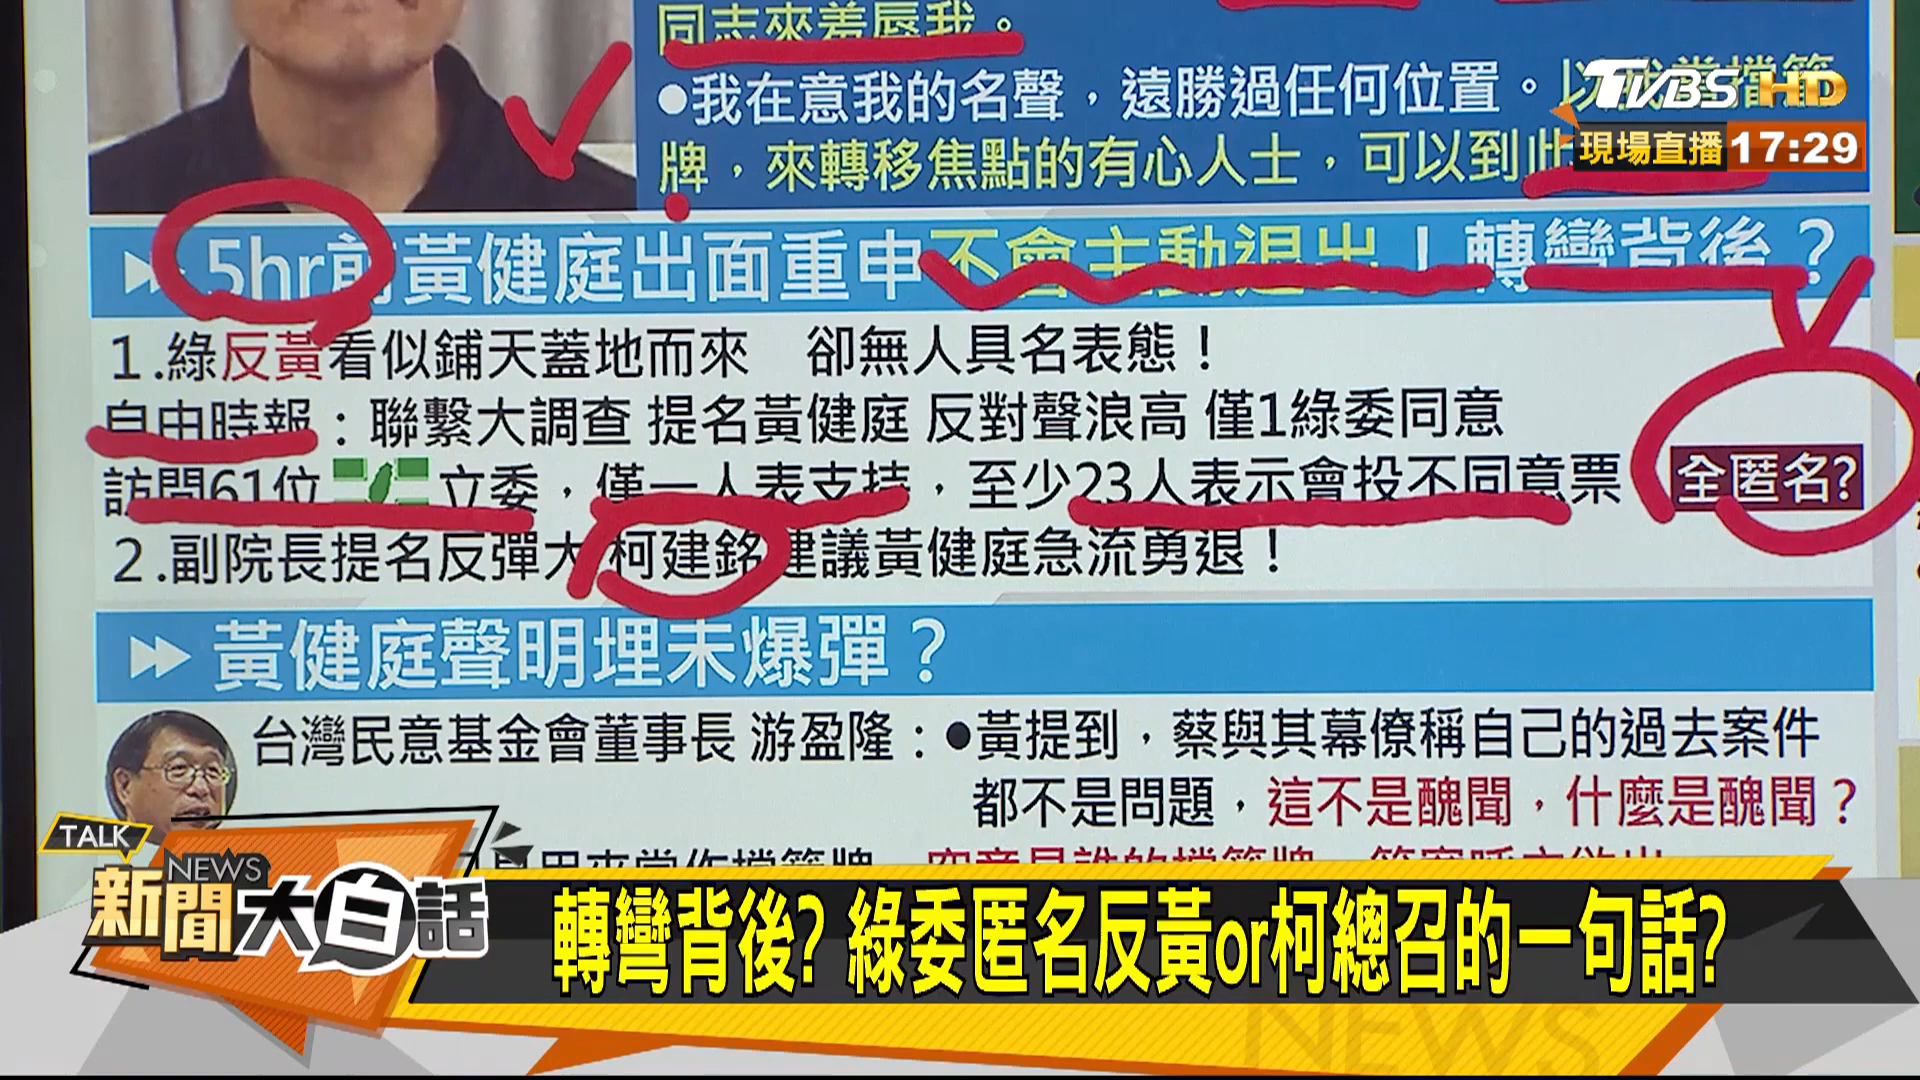 同志來羞辱我。
●我在意我的名聲，遠勝過任何位置。以我當擋箭
牌，來轉移焦點的有心人士，可以到此
TVBS HD
現場直播 17:29
5hr前黃健庭出面重申不會主動退出！轉彎背後？
1.綠反黃看似鋪天蓋地而來 卻無人具名表態！
自由時報：聯繫大調查 提名黃健庭 反對聲浪高 僅1綠委同意
訪問61位 立委，僅一人表支持，至少23人表示會投不同意票 全匿名?
2.副院長提名反彈大 柯建銘建議黃健庭急流勇退！
黃健庭聲明埋未爆彈？
台灣民意基金會董事長 游盈隆：●黃提到，蔡與其幕僚稱自己的過去案件
都不是問題，這不是醜聞，什麼是醜聞？
TALK
NEWS
新聞大白話
轉彎背後? 綠委匿名反黃or柯總召的一句話?
NEWS